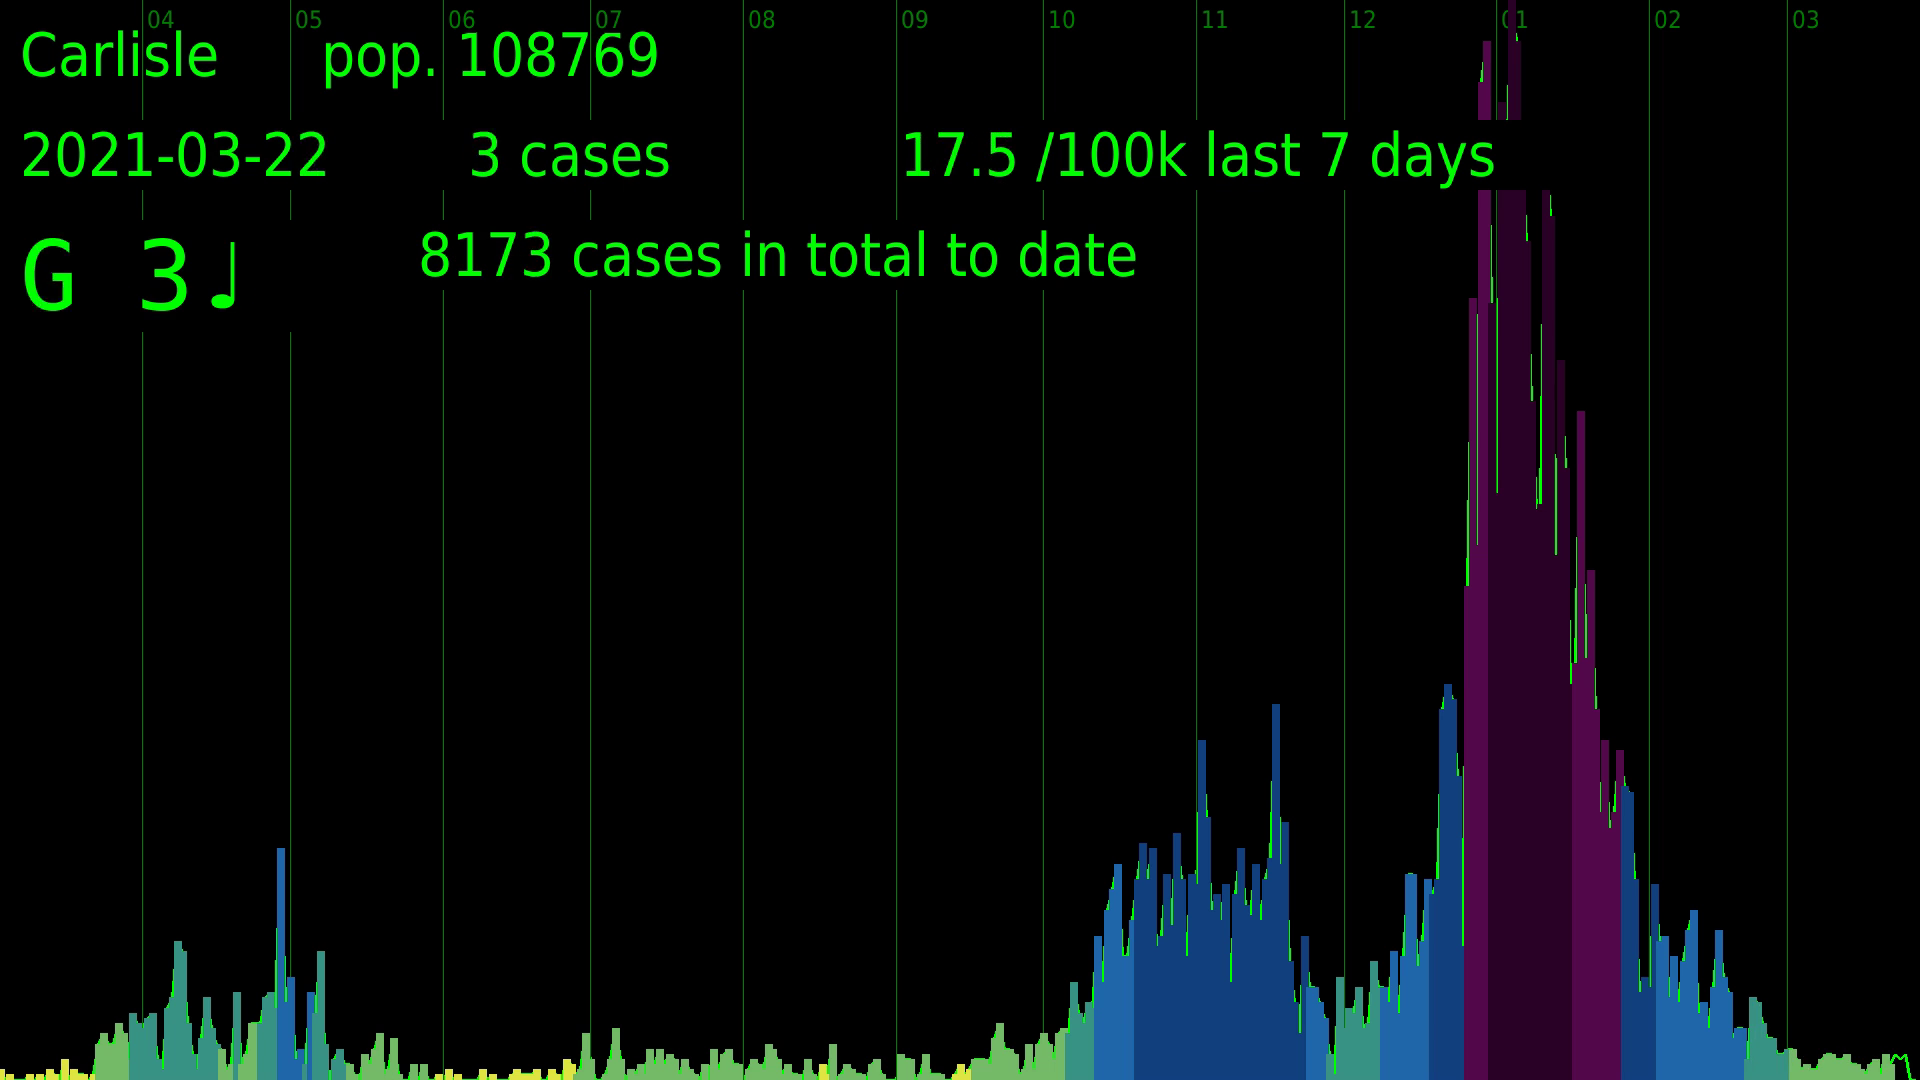 04 05 06 07 08 09 10 11 12 01 02 03
Carlisle pop. 108769
2021-03-22 3 cases 17.5 /100k last 7 days
G 3♩ 8173 cases in total to date